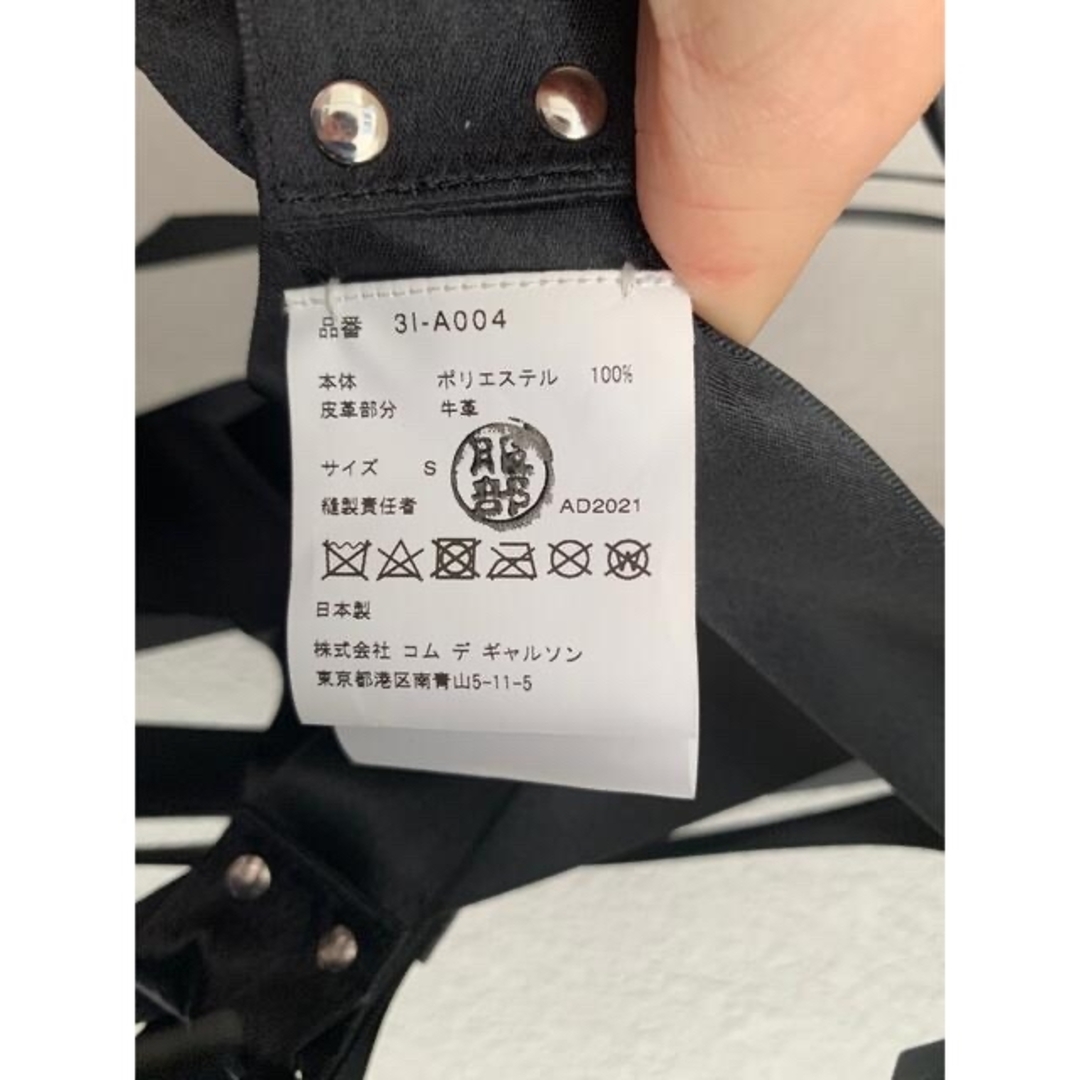 品番 3I-A004
本体 ポリエステル 100%
皮革部分 牛革
サイズ S
服部
縫製責任者 AD2021
W
日本製
株式会社 コム デ ギャルソン
東京都港区南青山5-11-5